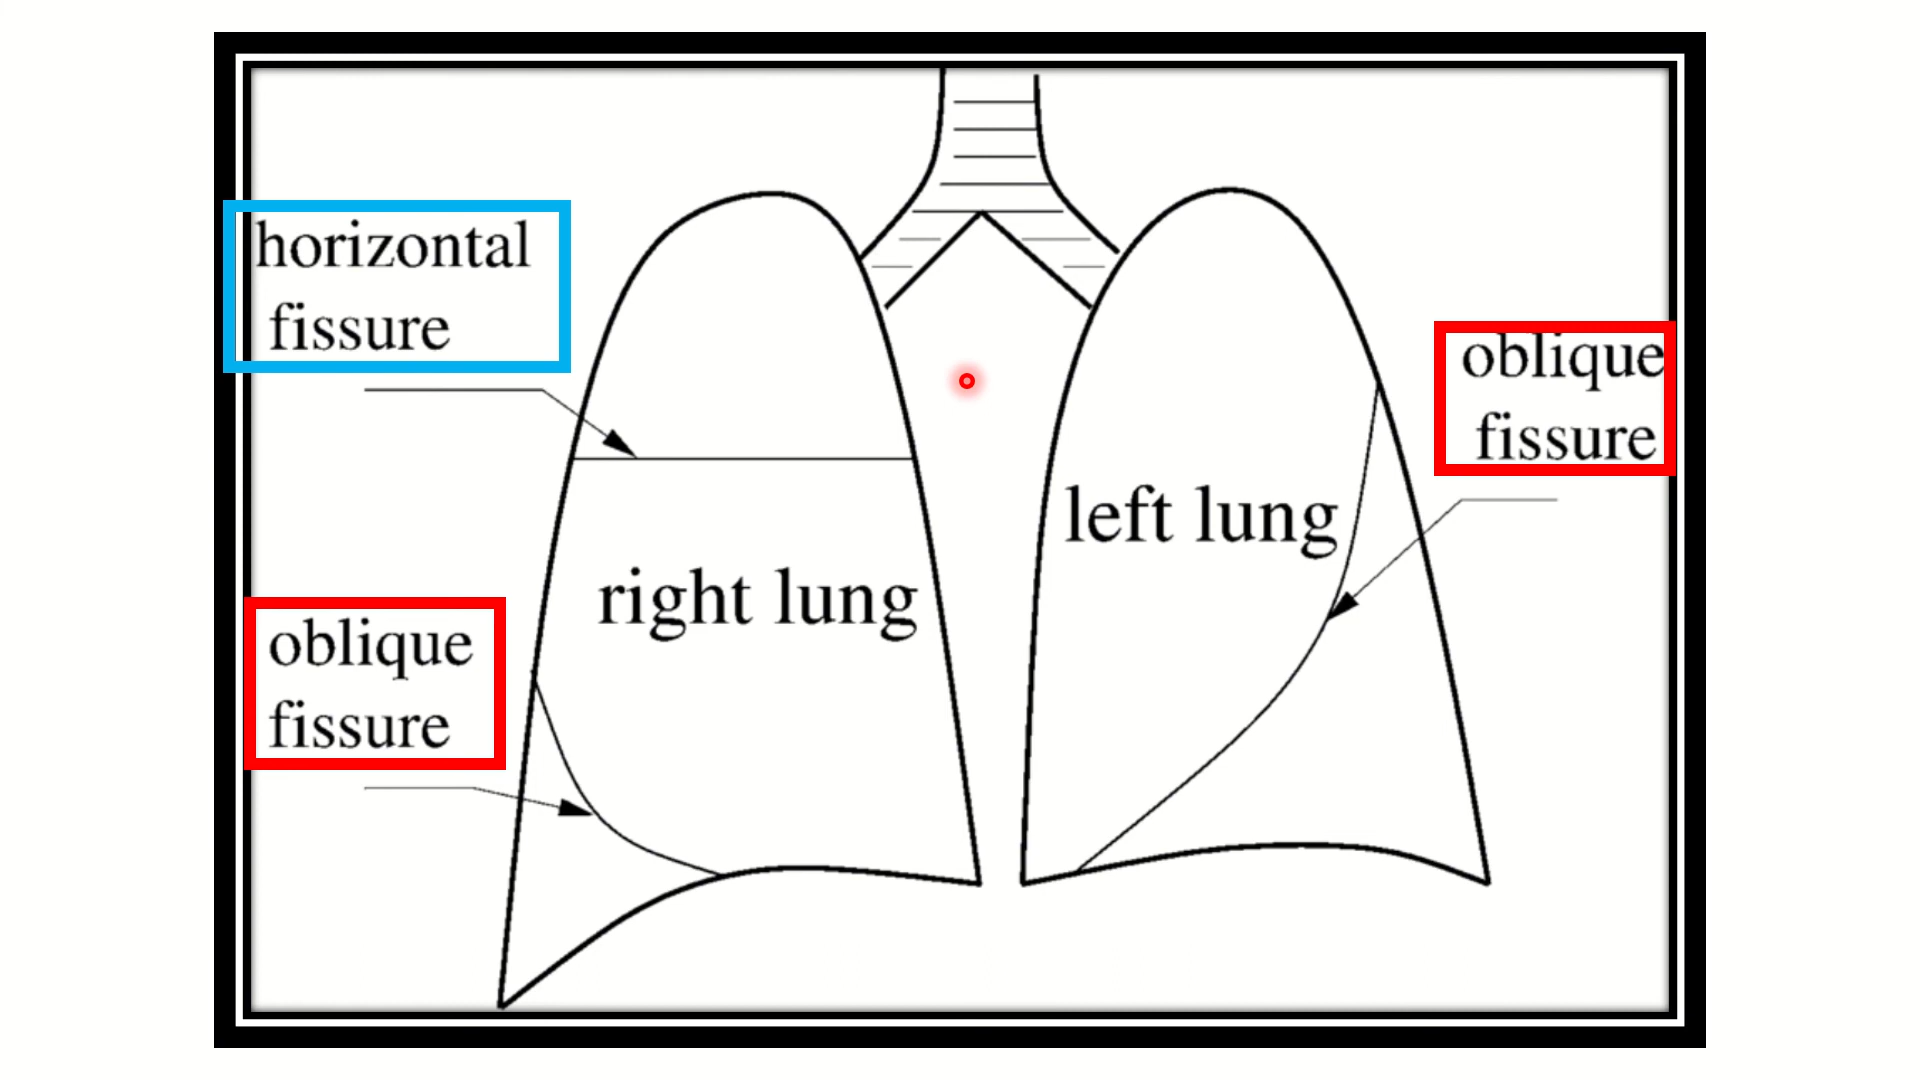 horizontal
fissure
oblique
fissure
left lung
right lung
oblique
fissure